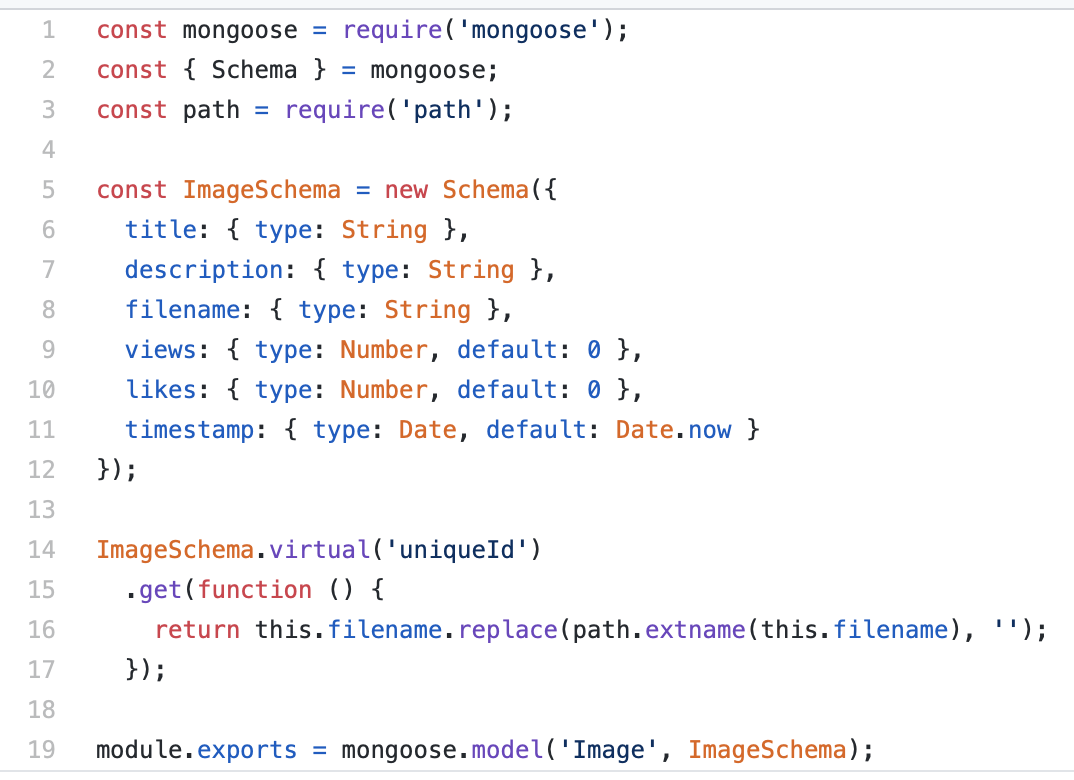 1 const mongoose = require('mongoose');
2 const { Schema } = mongoose;
3 const path = require('path');
4
5 const ImageSchema = new Schema({
6   title: { type: String },
7   description: { type: String },
8   filename: { type: String },
9   views: { type: Number, default: 0 },
10   likes: { type: Number, default: 0 },
11   timestamp: { type: Date, default: Date.now }
12 });
13
14 ImageSchema.virtual('uniqueId')
15   .get(function () {
16     return this.filename.replace(path.extname(this.filename), '');
17   });
18
19 module.exports = mongoose.model('Image', ImageSchema);